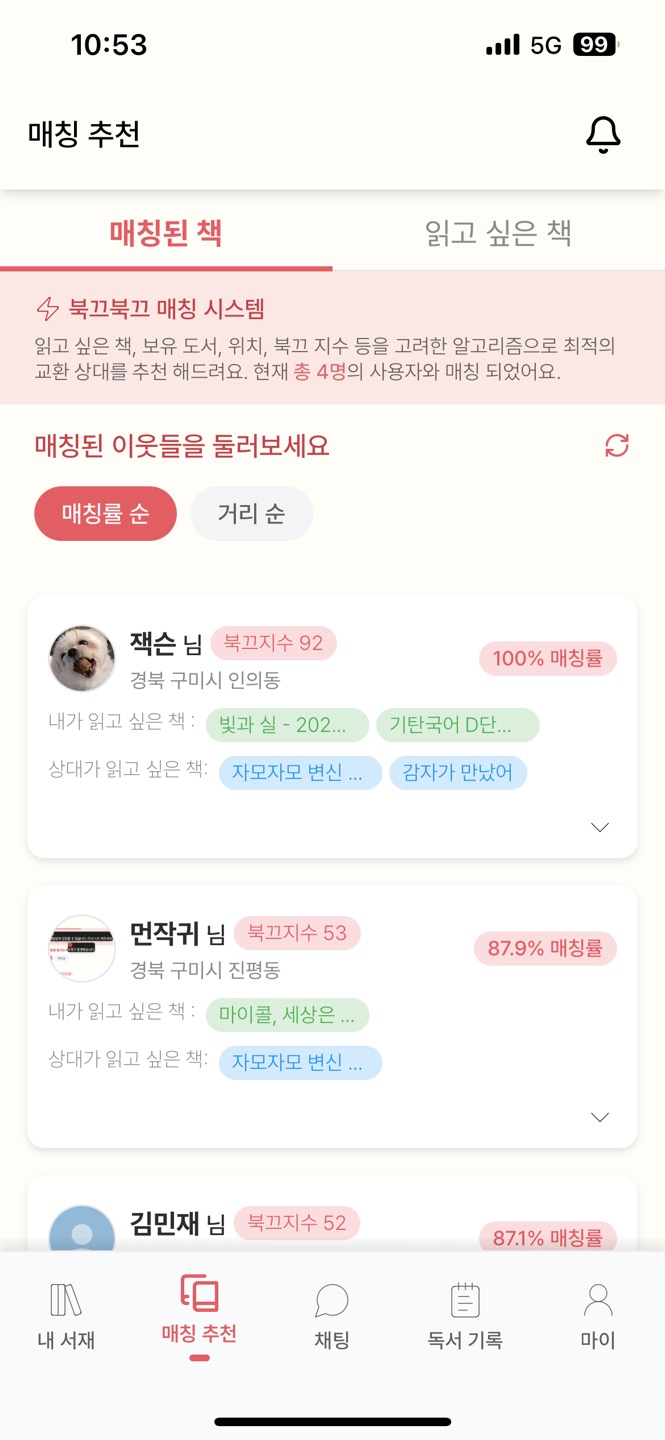 10:53 5G 99
매칭 추천
매칭된 책 읽고 싶은 책
북끄북끄 매칭 시스템
읽고 싶은 책, 보유 도서, 위치, 북끄 지수 등을 고려한 알고리즘으로 최적의
교환 상대를 추천 해드려요. 현재 총 4명의 사용자와 매칭 되었어요.
매칭된 이웃들을 둘러보세요
매칭률 순 거리 순
잭슨 님 북끄지수 92
100% 매칭률
경북 구미시 인의동
내가 읽고 싶은 책 : 빛과 실 - 202... 기탄국어 D단...
상대가 읽고 싶은 책: 자모자모 변신 ... 감자가 만났어
먼작귀 님 북끄지수 53
87.9% 매칭률
경북 구미시 진평동
내가 읽고 싶은 책 : 마이콜, 세상은 ...
상대가 읽고 싶은 책: 자모자모 변신 ...
김민재 님 북끄지수 52
87.1% 매칭률
내 서재 매칭 추천 채팅 독서 기록 마이